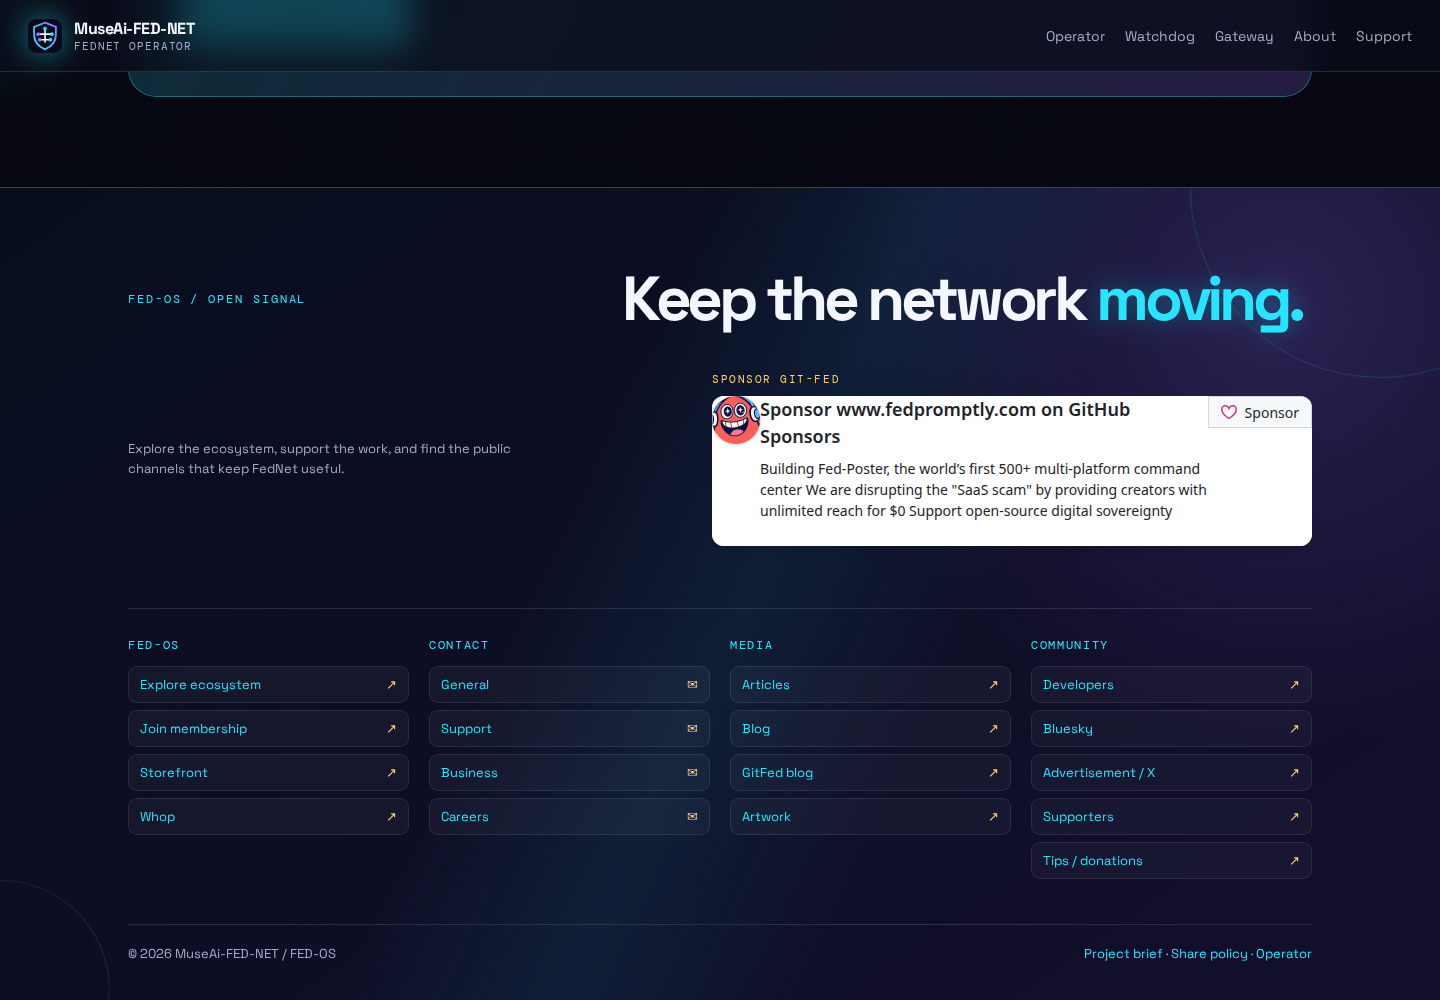 MuseAi-FED-NET
FEDNET OPERATOR
Operator
Watchdog
Gateway
About
Support
FED-OS / OPEN SIGNAL
Keep the network moving.
Explore the ecosystem, support the work, and find the public
channels that keep FedNet useful.
SPONSOR GIT-FED
Sponsor www.fedpromptly.com on GitHub
Sponsors
Sponsor
Building Fed-Poster, the world’s first 500+ multi-platform command
center We are disrupting the "SaaS scam" by providing creators with
unlimited reach for $0 Support open-source digital sovereignty
FED-OS
Explore ecosystem ↗
Join membership ↗
Storefront ↗
Whop ↗
CONTACT
General ✉
Support ✉
Business ✉
Careers ✉
MEDIA
Articles ↗
Blog ↗
GitFed blog ↗
Artwork ↗
COMMUNITY
Developers ↗
Bluesky ↗
Advertisement / X ↗
Supporters ↗
Tips / donations ↗
© 2026 MuseAi-FED-NET / FED-OS
Project brief · Share policy · Operator